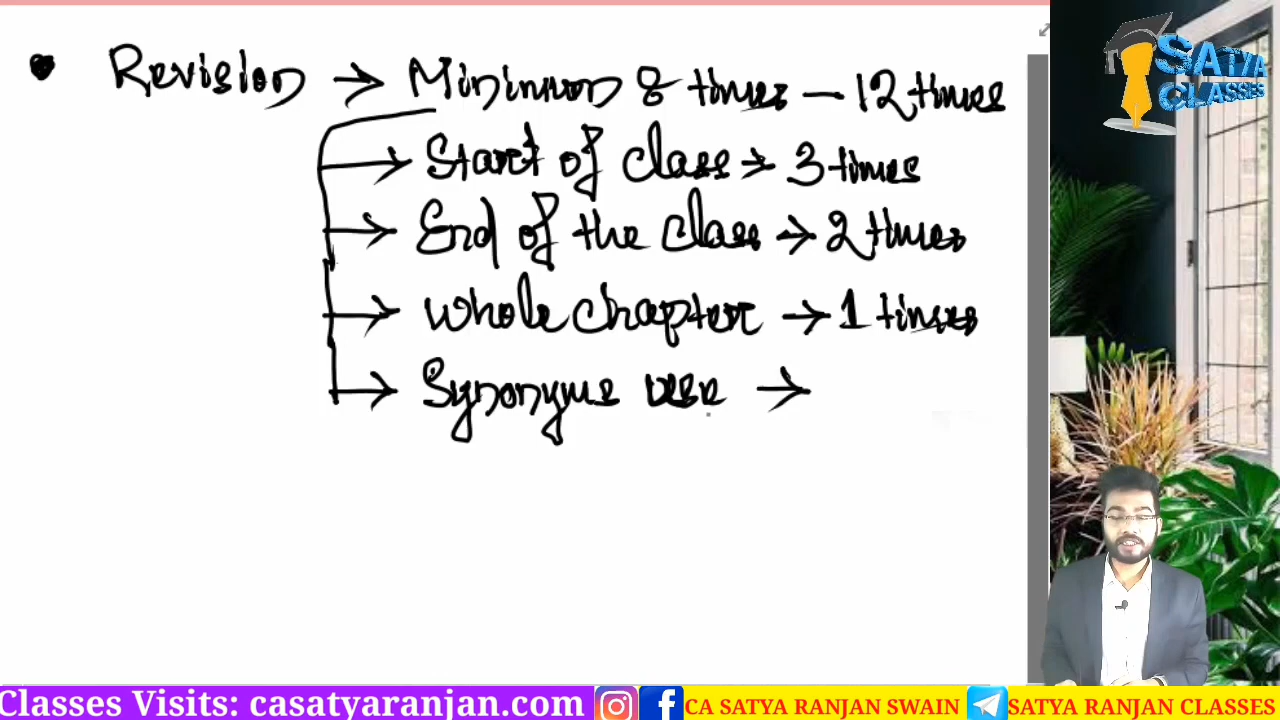 Revision → Minimum 8 times – 12 times
→ Start of class → 3 times
→ End of the class → 2 times
→ Whole chapter → 1 times
→ Synonyms use →
SATYA
CLASSES
Classes Visits: casatyaranjan.com
CA SATYA RANJAN SWAIN
SATYA RANJAN CLASSES